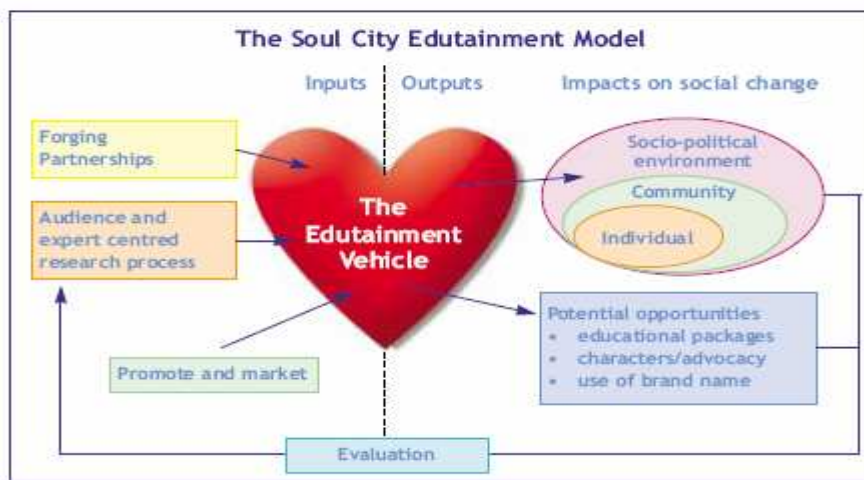 The Soul City Edutainment Model
Inputs
Outputs
Impacts on social change
Forging
Partnerships
Audience and
expert centred
research process
Promote and market
The
Edutainment
Vehicle
Socio-political
environment
Community
Individual
Potential opportunities
• educational packages
• characters/advocacy
• use of brand name
Evaluation